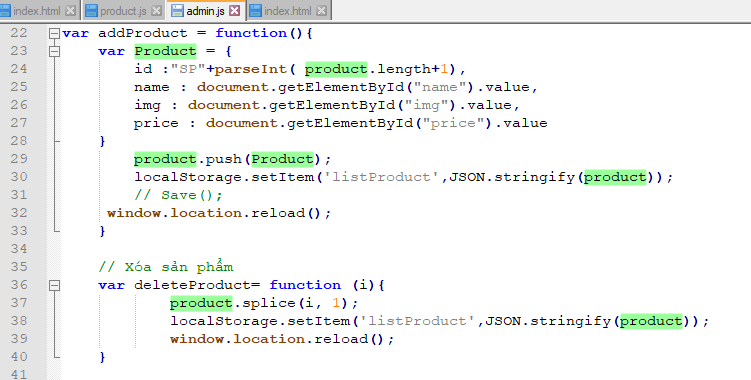 index.html product.js admin.js index.html
22 var addProduct = function(){
23 var Product = {
24 id :"SP"+parseInt( product.length+1),
25 name : document.getElementById("name").value,
26 img : document.getElementById("img").value,
27 price : document.getElementById("price").value
28 }
29 product.push(Product);
30 localStorage.setItem('listProduct',JSON.stringify(product));
31 // Save();
32 window.location.reload();
33 }
34
35 // Xóa sản phẩm
36 var deleteProduct= function (i){
37 product.splice(i, 1);
38 localStorage.setItem('listProduct',JSON.stringify(product));
39 window.location.reload();
40 }
41